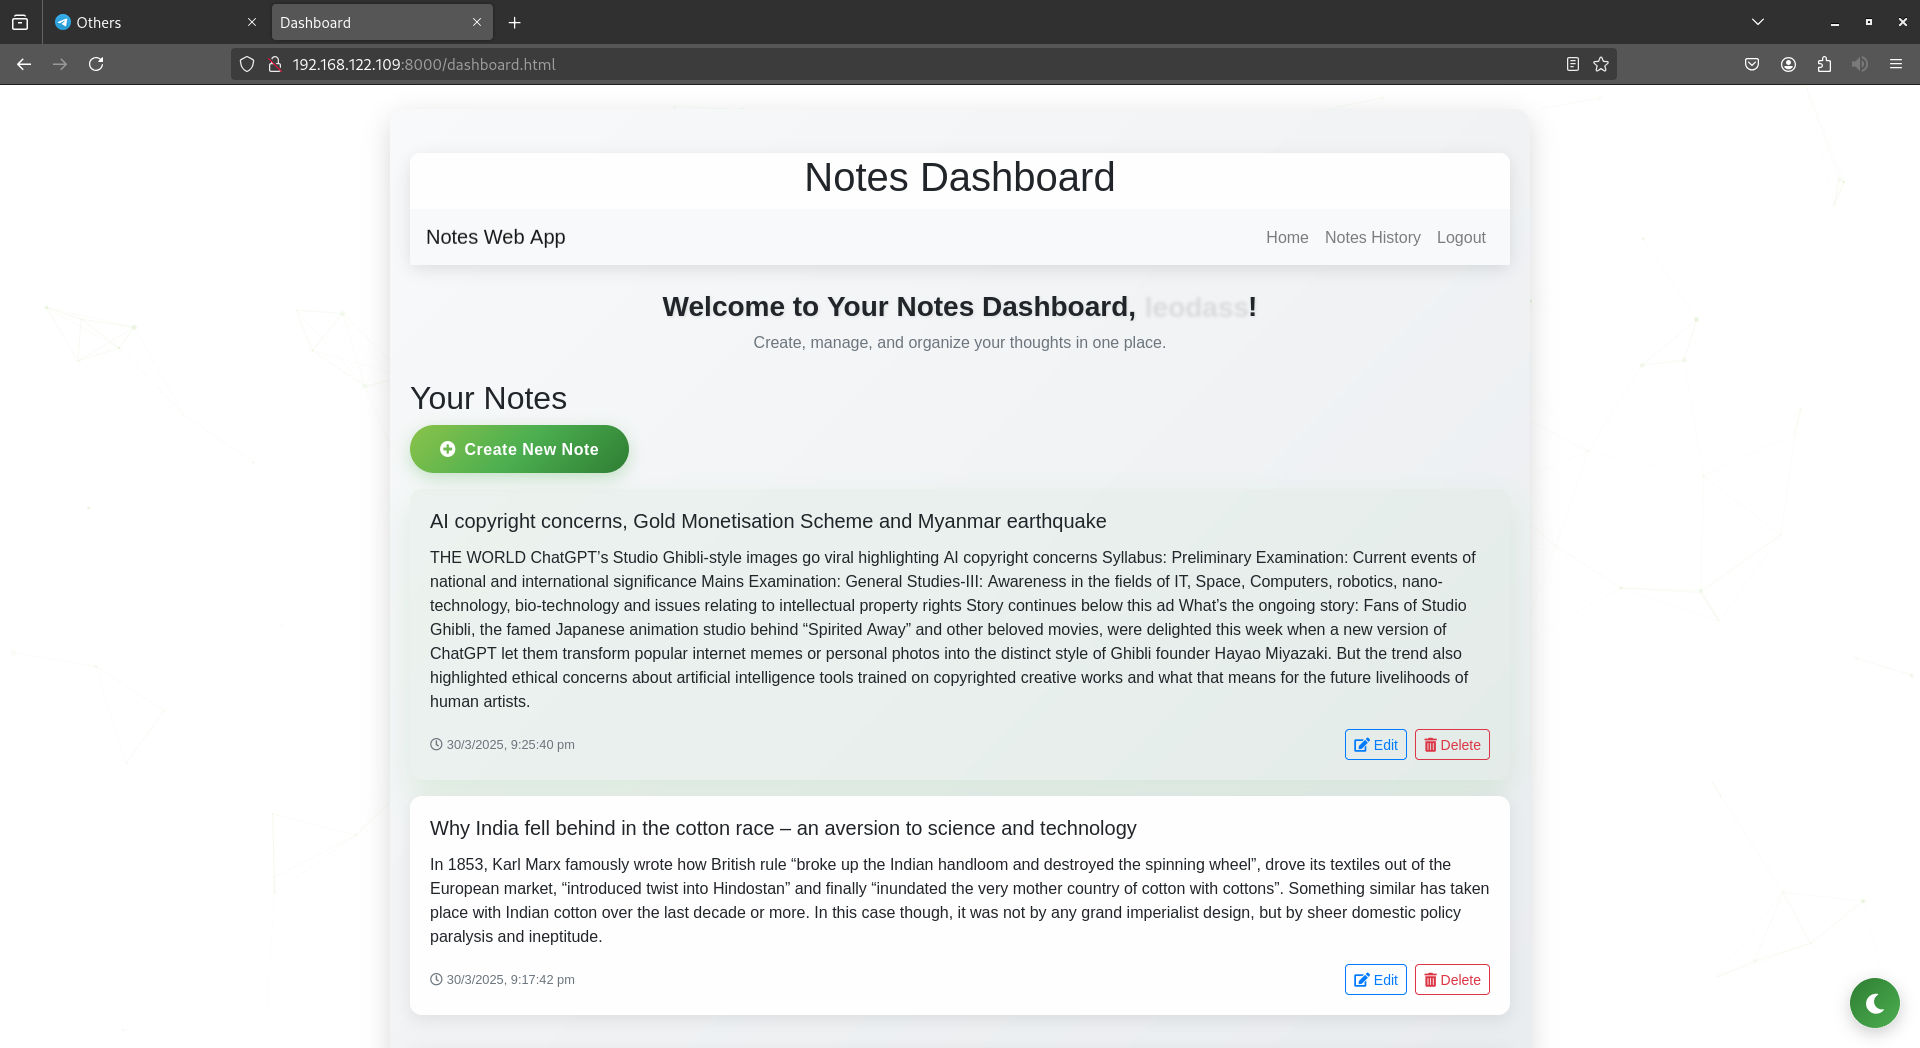 Others
Dashboard
192.168.122.109:8000/dashboard.html
Notes Dashboard
Notes Web App
Home Notes History Logout
Welcome to Your Notes Dashboard, leodass!
Create, manage, and organize your thoughts in one place.
Your Notes
Create New Note
AI copyright concerns, Gold Monetisation Scheme and Myanmar earthquake
THE WORLD ChatGPT’s Studio Ghibli-style images go viral highlighting AI copyright concerns Syllabus: Preliminary Examination: Current events of
national and international significance Mains Examination: General Studies-III: Awareness in the fields of IT, Space, Computers, robotics, nano-
technology, bio-technology and issues relating to intellectual property rights Story continues below this ad What’s the ongoing story: Fans of Studio
Ghibli, the famed Japanese animation studio behind “Spirited Away” and other beloved movies, were delighted this week when a new version of
ChatGPT let them transform popular internet memes or personal photos into the distinct style of Ghibli founder Hayao Miyazaki. But the trend also
highlighted ethical concerns about artificial intelligence tools trained on copyrighted creative works and what that means for the future livelihoods of
human artists.
30/3/2025, 9:25:40 pm
Edit Delete
Why India fell behind in the cotton race – an aversion to science and technology
In 1853, Karl Marx famously wrote how British rule “broke up the Indian handloom and destroyed the spinning wheel”, drove its textiles out of the
European market, “introduced twist into Hindostan” and finally “inundated the very mother country of cotton with cottons”. Something similar has taken
place with Indian cotton over the last decade or more. In this case though, it was not by any grand imperialist design, but by sheer domestic policy
paralysis and ineptitude.
30/3/2025, 9:17:42 pm
Edit Delete